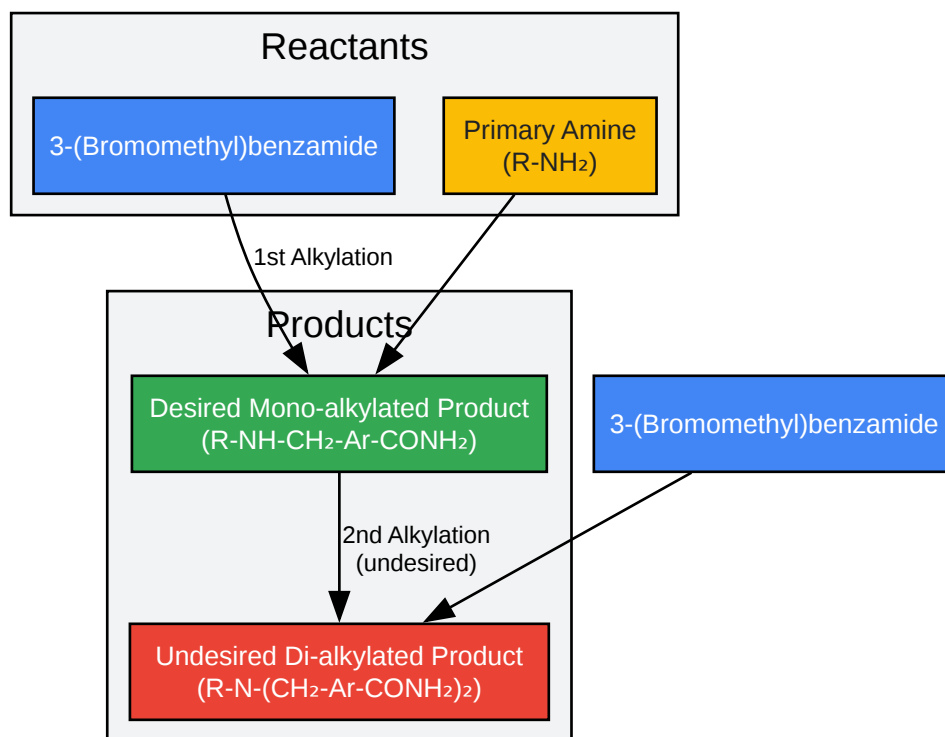 Reactants
3-(Bromomethyl)benzamide
Primary Amine
(R-NH₂)
1st Alkylation
Products
Desired Mono-alkylated Product
(R-NH-CH₂-Ar-CONH₂)
3-(Bromomethyl)benzamide
2nd Alkylation
(undesired)
Undesired Di-alkylated Product
(R-N-(CH₂-Ar-CONH₂)₂)